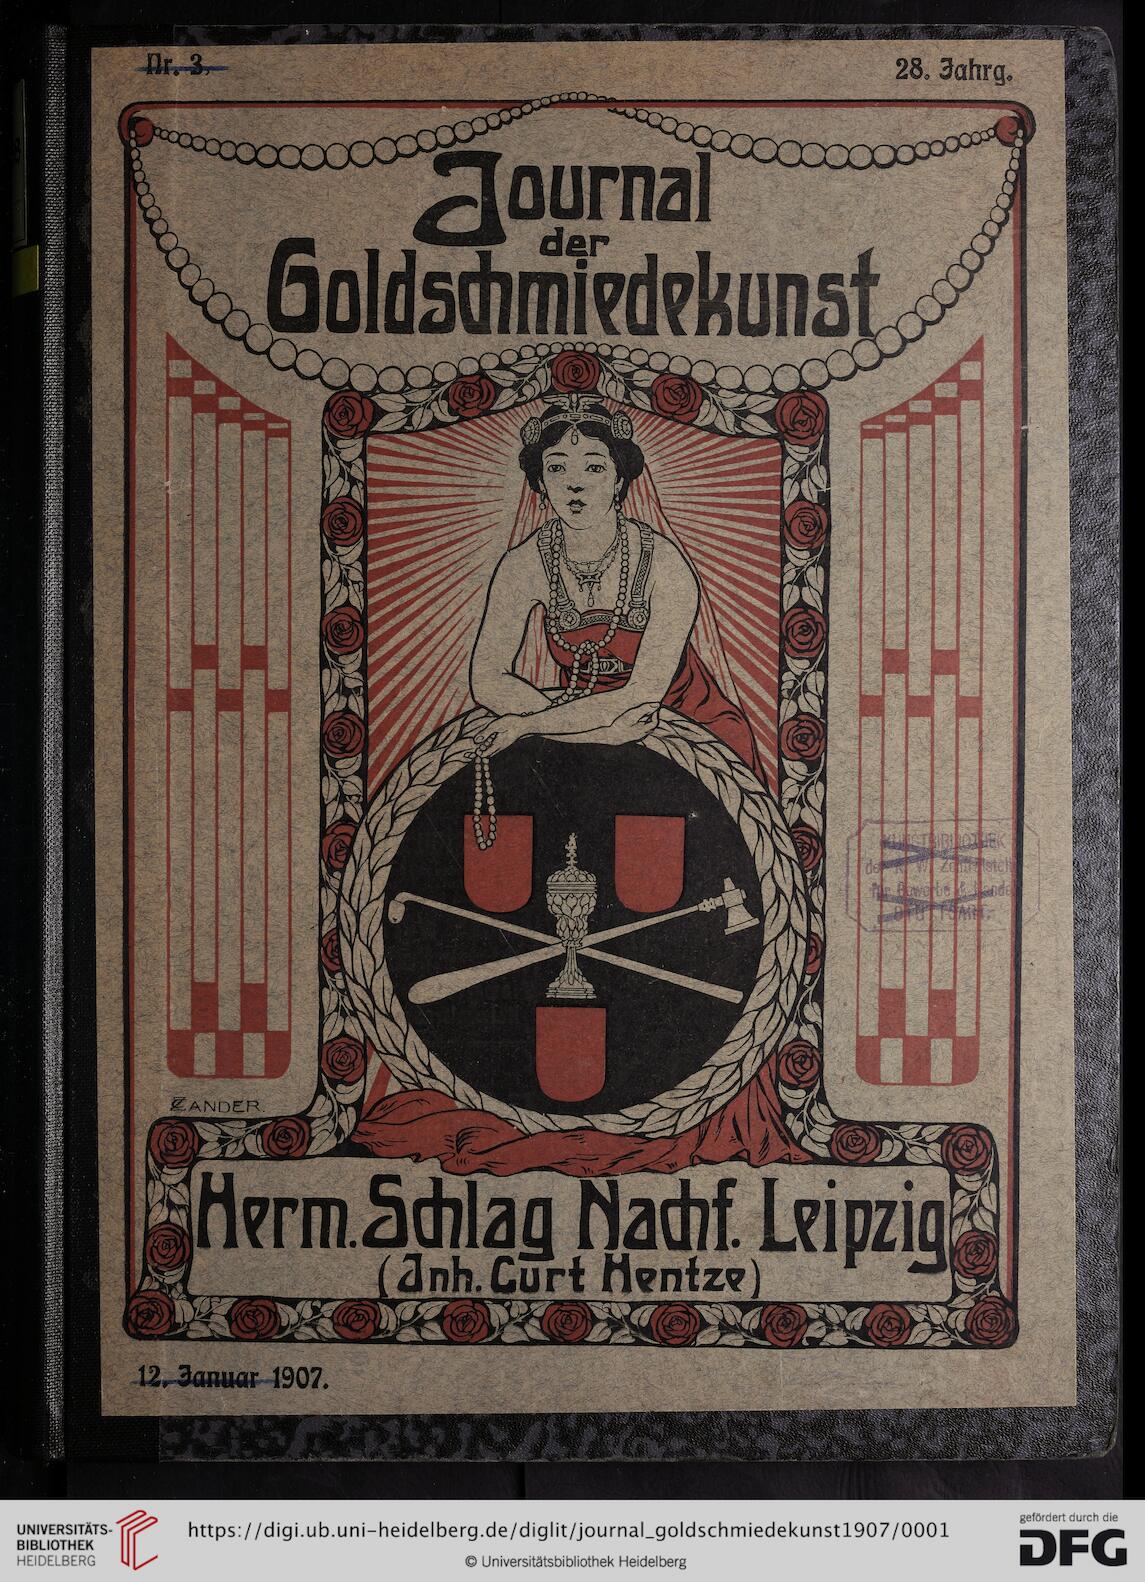 Nr. 3.
28. Jahrg.
Journal
der
Goldschmiedekunst
KUNSTBIBLIOTHEK
ZANDER.
Herm. Schlag Nachf. Leipzig
(Inh. Curt Hentze)
12. Januar 1907.
UNIVERSITÄTS-
BIBLIOTHEK
HEIDELBERG
https://digi.ub.uni-heidelberg.de/diglit/journal_goldschmiedekunst1907/0001
© Universitätsbibliothek Heidelberg
gefördert durch die
DFG